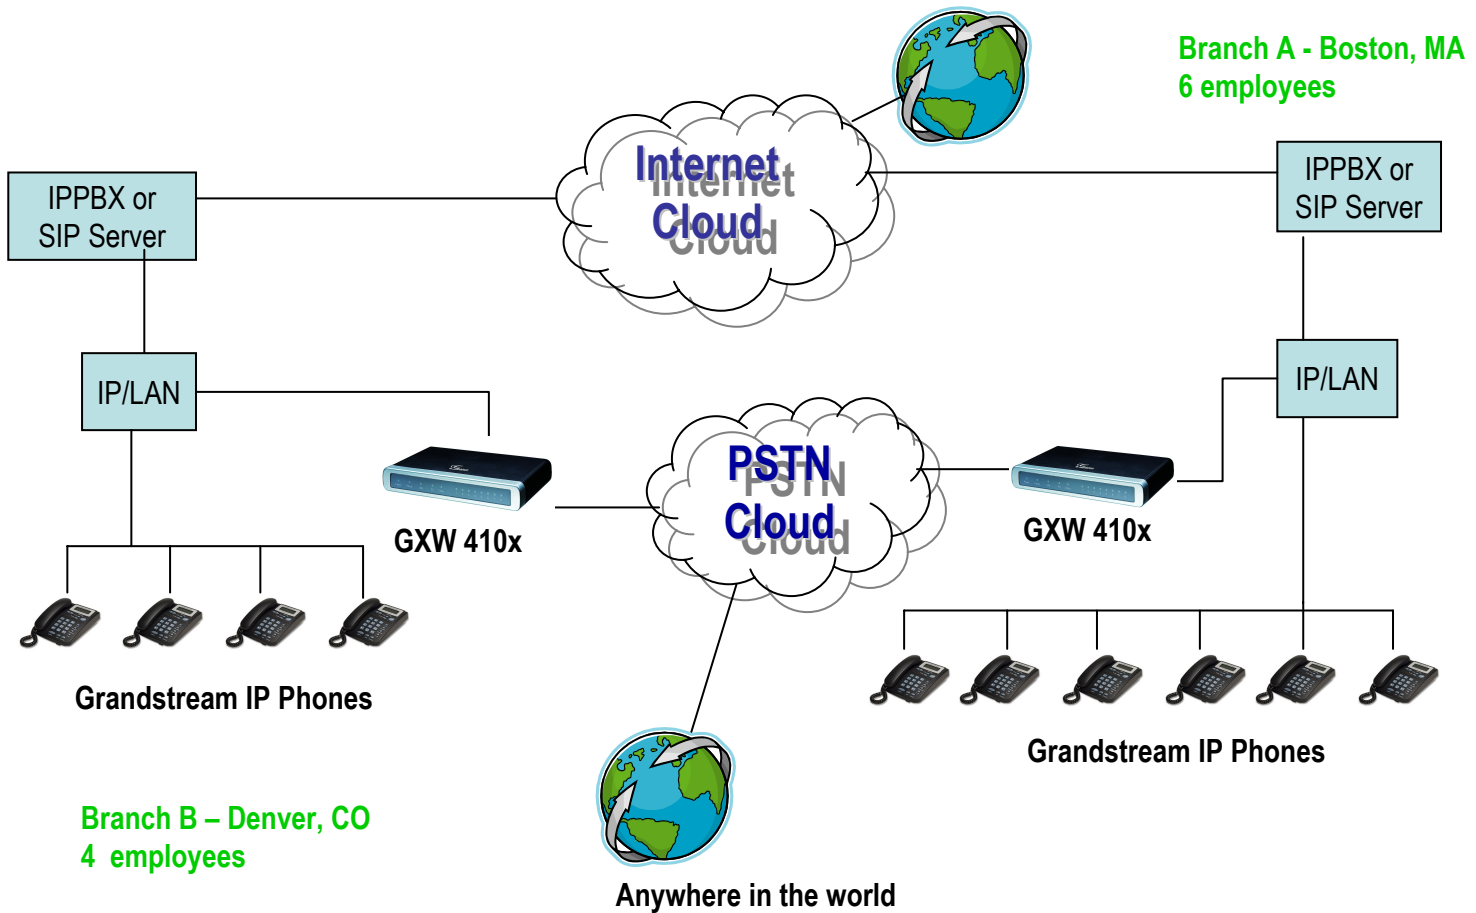 Branch A - Boston, MA
6 employees
Internet
Cloud
IPPBX or
SIP Server
IPPBX or
SIP Server
IP/LAN
IP/LAN
PSTN
Cloud
GXW 410x
GXW 410x
Grandstream IP Phones
Grandstream IP Phones
Branch B – Denver, CO
4 employees
Anywhere in the world